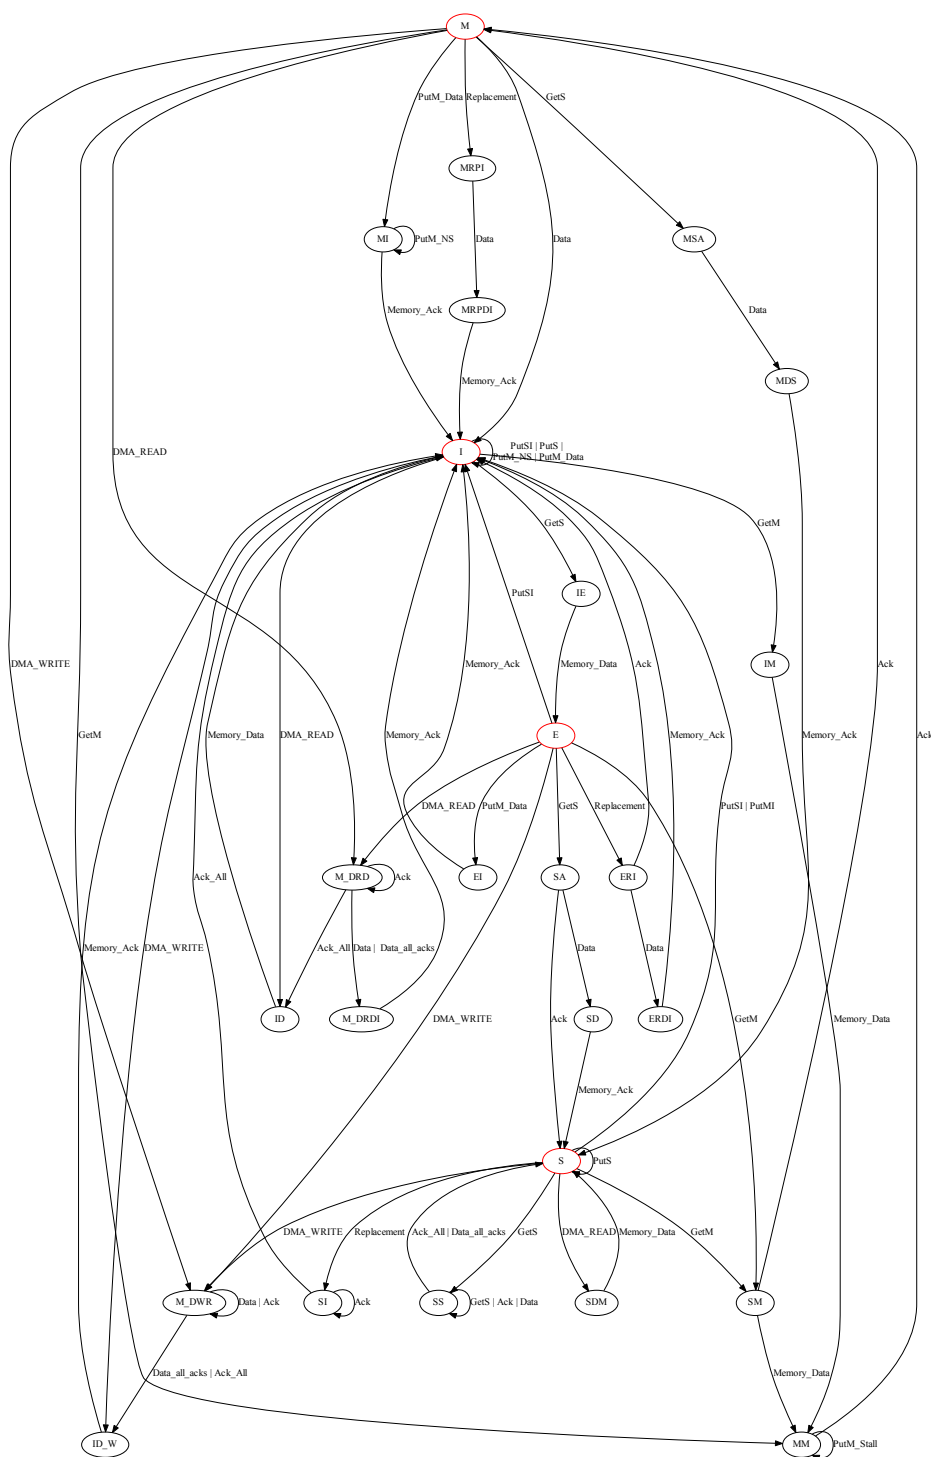 M
PutM_Data
Replacement
GetS
MRPI
MI
PutM_NS
Data
Data
MSA
MRPDI
Memory_Ack
Data
MDS
Memory_Ack
DMA_READ
I
PutSI | PutS |
PutM_NS | PutM_Data
GetS
GetM
IE
PutSI
DMA_WRITE
Memory_Ack
Memory_Data
Ack
IM
Ack
GetM
Memory_Data
DMA_READ
Memory_Ack
E
Memory_Ack
Memory_Ack
Ack
DMA_READ
PutM_Data
GetS
Replacement
PutSI | PutMI
Ack_All
M_DRD
Ack
EI
SA
ERI
Memory_Ack
DMA_WRITE
Ack_All
Data | Data_all_acks
Data
Data
ID
M_DRDI
DMA_WRITE
Ack
SD
ERDI
GetM
Memory_Data
Memory_Ack
S
PutS
DMA_WRITE
Replacement
Ack_All | Data_all_acks
GetS
DMA_READ
Memory_Data
GetM
M_DWR
Data | Ack
SI
Ack
SS
GetS | Ack | Data
SDM
SM
Data_all_acks | Ack_All
Memory_Data
ID_W
MM
PutM_Stall